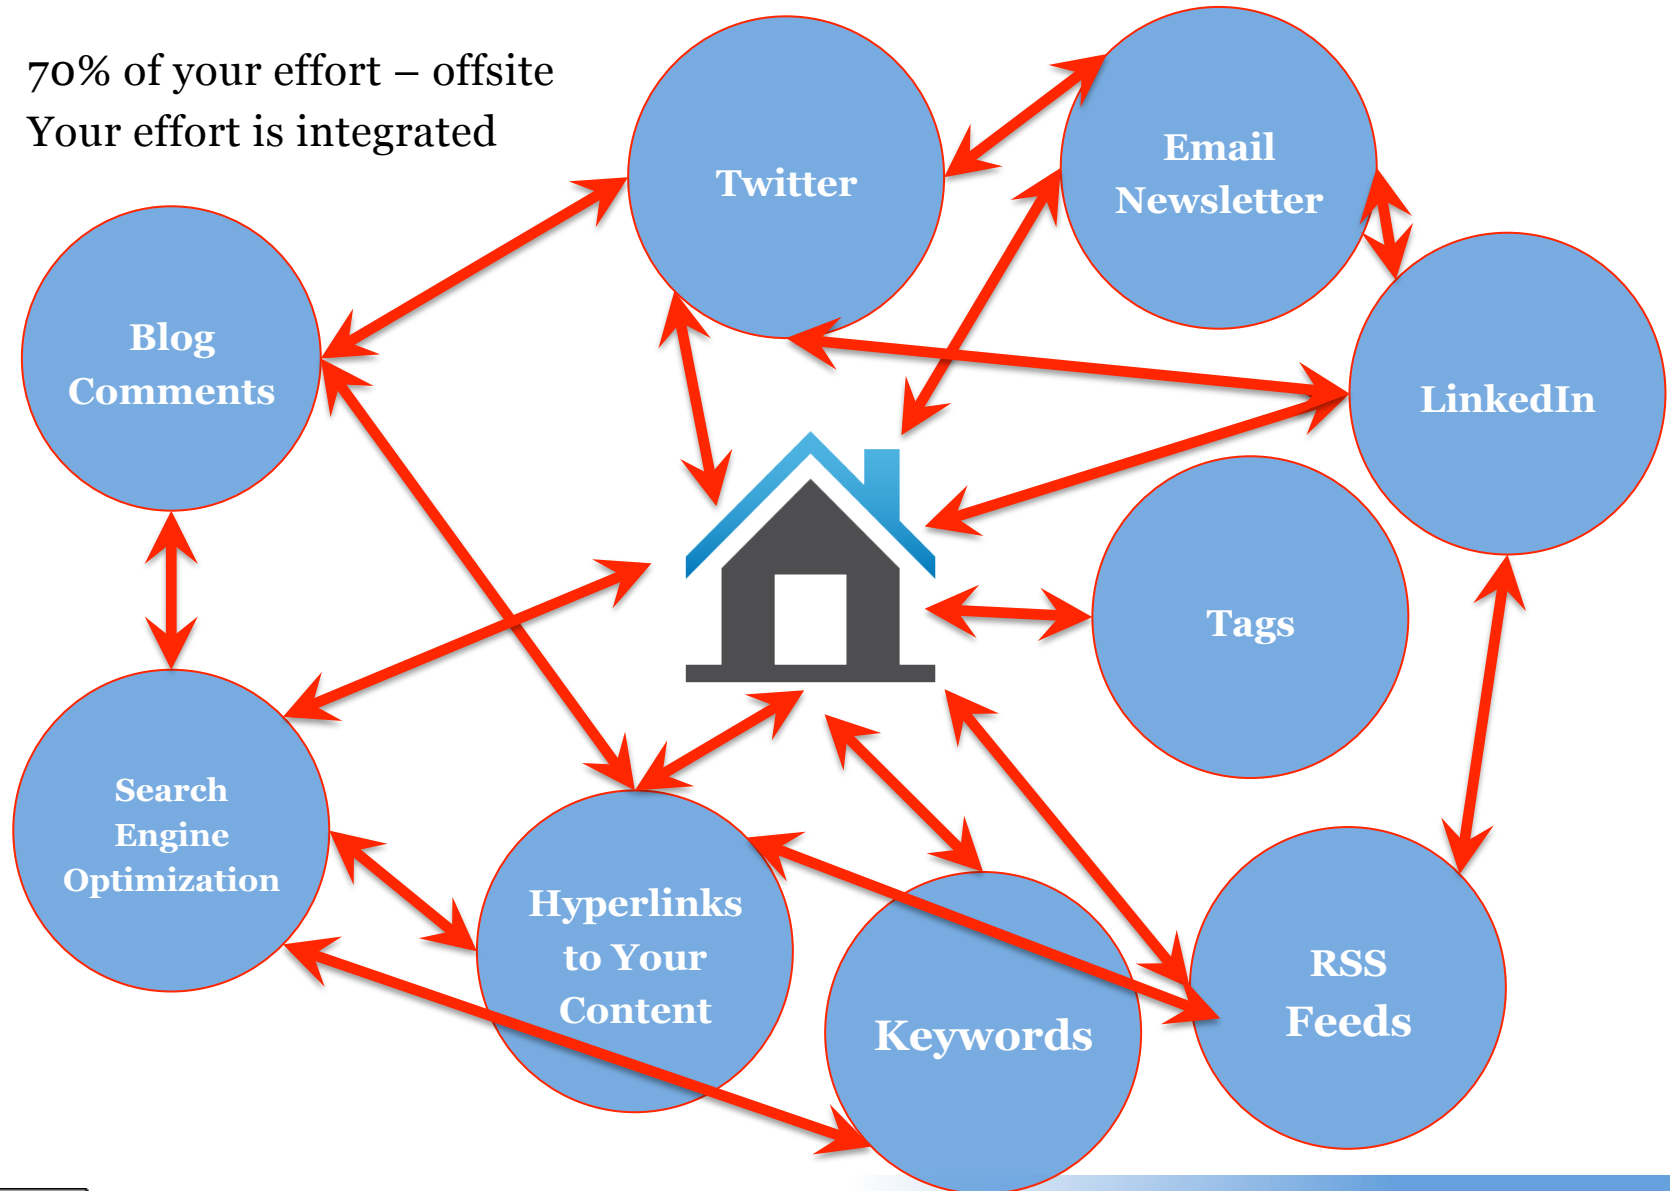 70% of your effort – offsite
Your effort is integrated
Twitter
Email
Newsletter
Blog
Comments
LinkedIn
Tags
Search
Engine
Optimization
Hyperlinks
to Your
Content
Keywords
RSS
Feeds